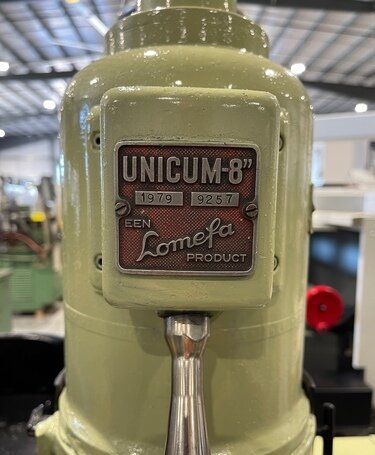 UNICUM-8"
1979 9257
EEN
Lomefa
PRODUCT